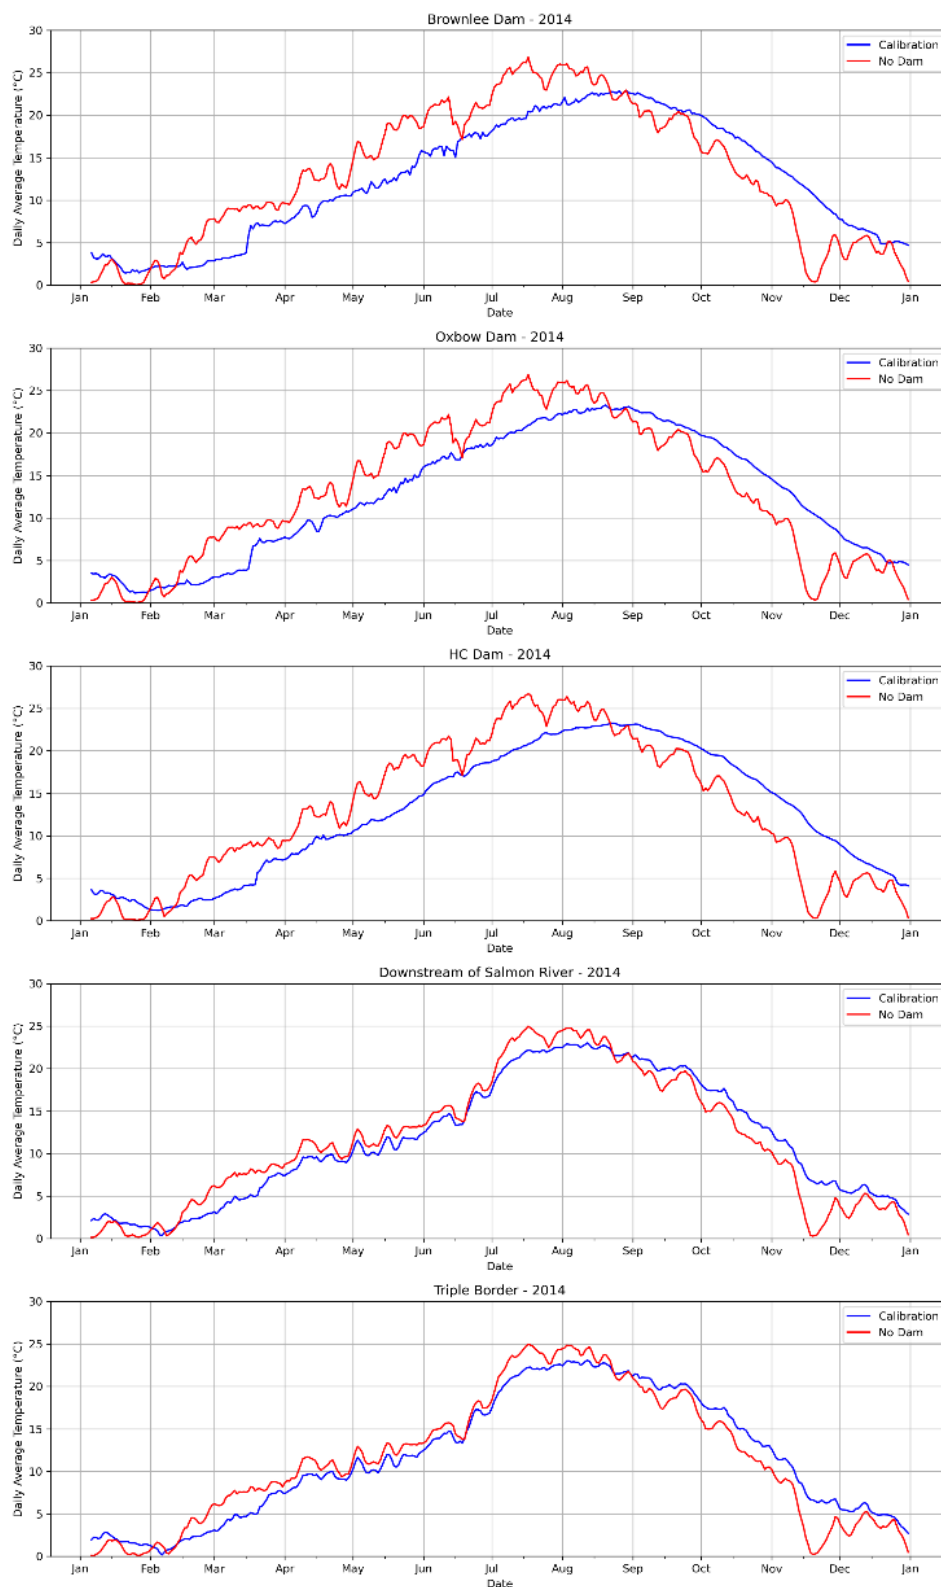 Brownlee Dam - 2014
Daily Average Temperature (°C)
30
25
20
15
10
5
0
Calibration
No Dam
Jan Feb Mar Apr May Jun Jul Aug Sep Oct Nov Dec Jan
Date
Oxbow Dam - 2014
Daily Average Temperature (°C)
30
25
20
15
10
5
0
Calibration
No Dam
Jan Feb Mar Apr May Jun Jul Aug Sep Oct Nov Dec Jan
Date
HC Dam - 2014
Daily Average Temperature (°C)
30
25
20
15
10
5
0
Calibration
No Dam
Jan Feb Mar Apr May Jun Jul Aug Sep Oct Nov Dec Jan
Date
Downstream of Salmon River - 2014
Daily Average Temperature (°C)
30
25
20
15
10
5
0
Calibration
No Dam
Jan Feb Mar Apr May Jun Jul Aug Sep Oct Nov Dec Jan
Date
Triple Border - 2014
Daily Average Temperature (°C)
30
25
20
15
10
5
0
Calibration
No Dam
Jan Feb Mar Apr May Jun Jul Aug Sep Oct Nov Dec Jan
Date